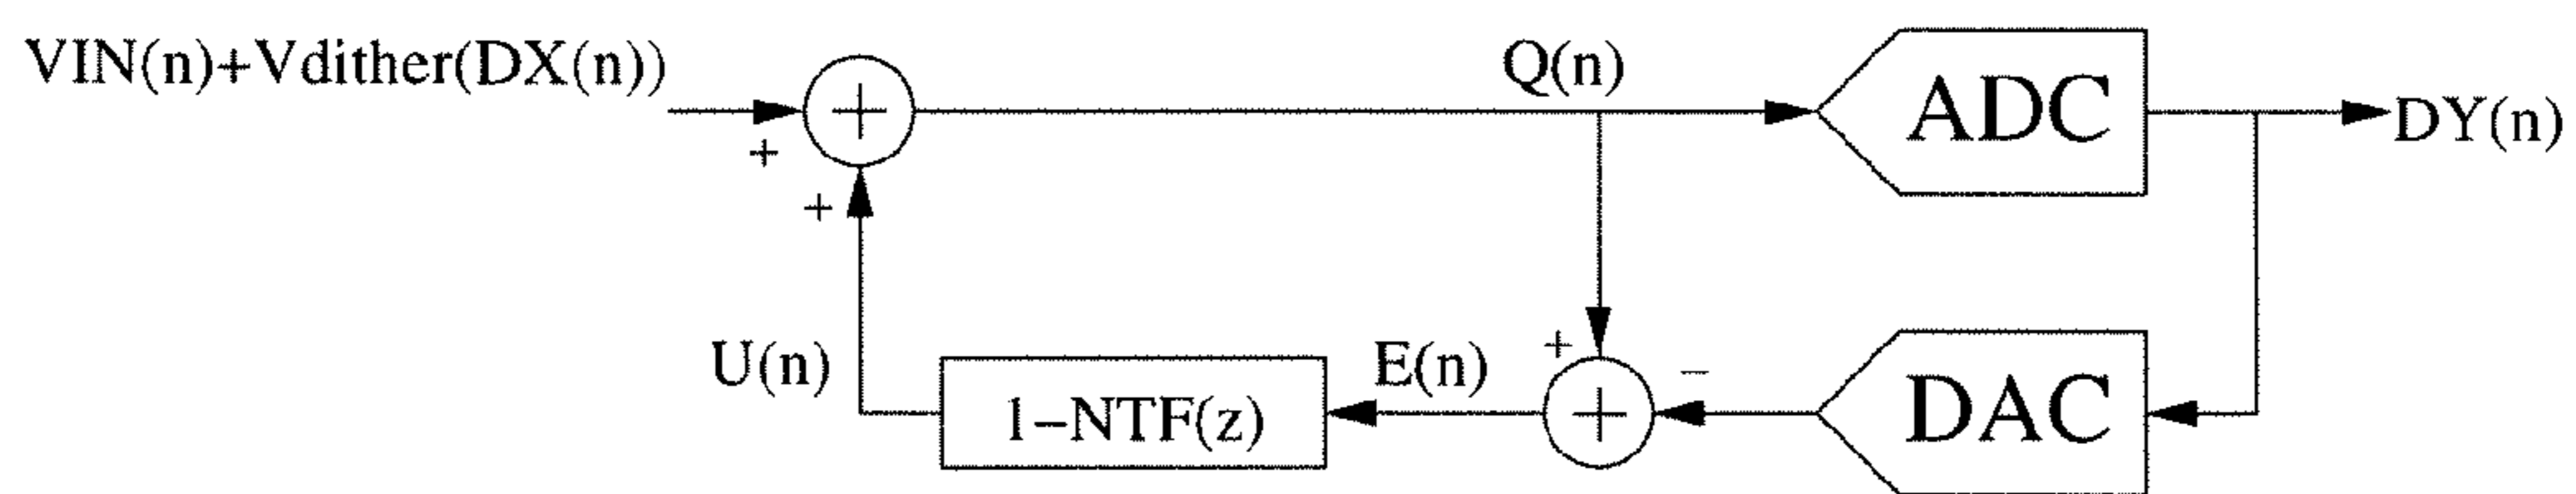 VIN(n)+Vdither(DX(n))
+
+
+
Q(n)
ADC
DY(n)
U(n)
1–NTF(z)
E(n)
+
+
–
DAC